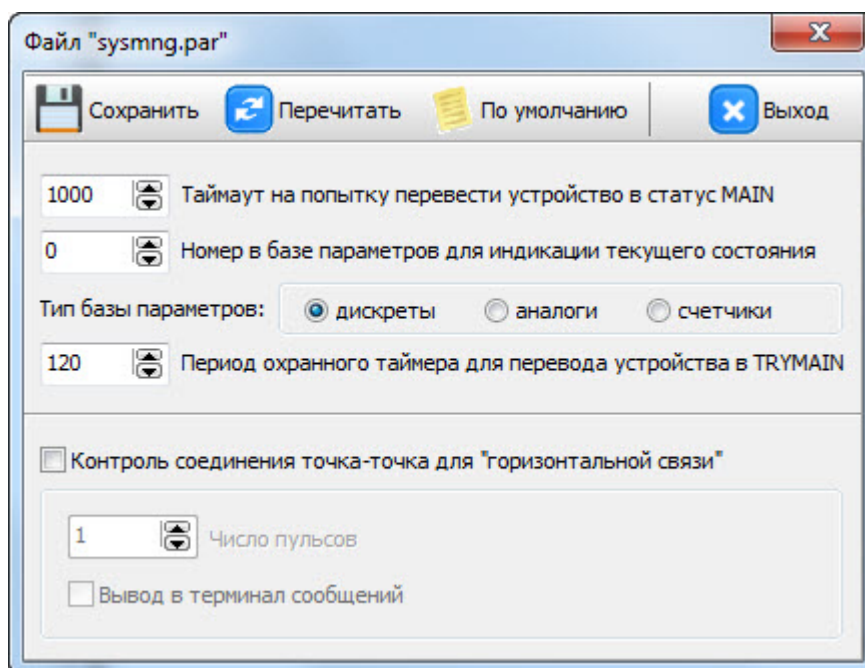 Файл "sysmng.par"
Сохранить Перечитать По умолчанию Выход
1000 Таймаут на попытку перевести устройство в статус MAIN
0 Номер в базе параметров для индикации текущего состояния
Тип базы параметров: дискреты аналоги счетчики
120 Период охранного таймера для перевода устройства в TRYMAIN
Контроль соединения точка-точка для "горизонтальной связи"
1 Число пульсов
Вывод в терминал сообщений